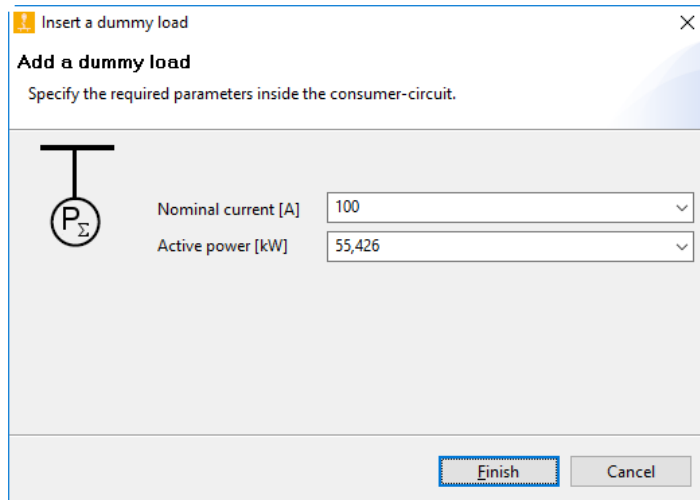 Insert a dummy load
Add a dummy load
Specify the required parameters inside the consumer-circuit.
PΣ
Nominal current [A] 100
Active power [kW] 55,426
Finish Cancel